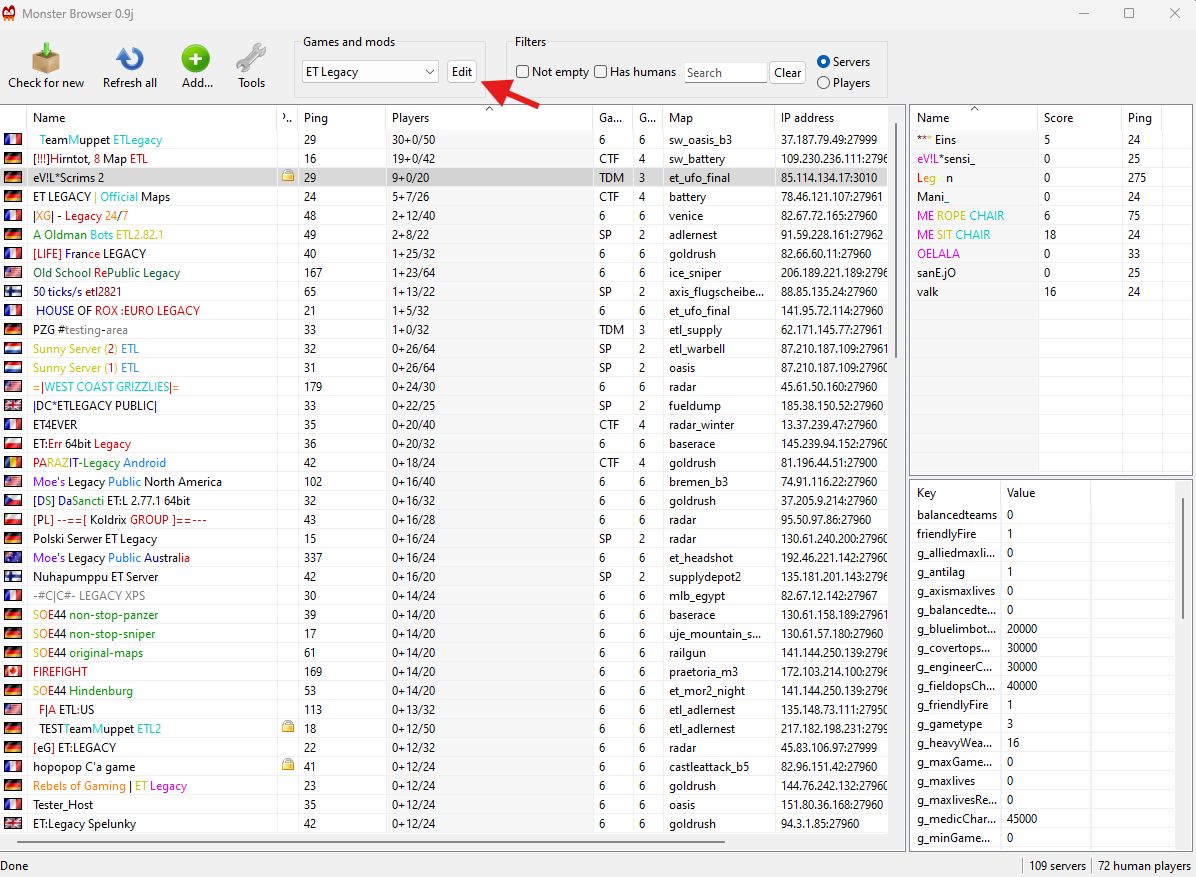 Monster Browser 0.9j
Check for new
Refresh all
Add...
Tools
Games and mods
ET Legacy
Edit
Filters
Not empty
Has humans
Search
Clear
Servers
Players
Name Ping Players Ga... G... Map IP address
TeamMuppet ETLegacy 29 30+0/50 6 6 sw_oasis_b3 37.187.79.49:27999
[!!!]Hirntot, 8 Map ETL 16 19+0/42 CTF 4 sw_battery 109.230.236.111:2796
eV!L*Scrims 2 29 9+0/20 TDM 3 et_ufo_final 85.114.134.17:3010
ET LEGACY | Official Maps 24 5+7/26 CTF 4 battery 78.46.121.107:27961
|XG| - Legacy 24/7 48 2+12/40 6 6 venice 82.67.72.165:27960
A Oldman Bots ETL2.82.1 49 2+8/22 SP 2 adlernest 91.59.228.161:27962
[LIFE] France LEGACY 40 1+25/32 6 6 goldrush 82.66.60.11:27960
Old School RePublic Legacy 167 1+23/64 6 6 ice_sniper 206.189.221.189:2796
50 ticks/s etl2821 65 1+13/22 SP 2 axis_flugscheibe... 88.85.135.24:27960
HOUSE OF ROX :EURO LEGACY 21 1+5/32 6 6 et_ufo_final 141.95.72.114:27960
PZG #testing-area 33 1+0/32 TDM 3 etl_supply 62.171.145.77:27961
Sunny Server (2) ETL 32 0+26/64 SP 2 etl_warbell 87.210.187.109:27961
Sunny Server (1) ETL 31 0+26/64 SP 2 oasis 87.210.187.109:27960
=|WEST COAST GRIZZLIES|= 179 0+24/30 6 6 radar 45.61.50.160:27960
|DC*ETLEGACY PUBLIC| 33 0+22/25 SP 2 fueldump 185.38.150.52:27960
ET4EVER 35 0+20/40 CTF 4 radar_winter 13.37.239.47:27960
ET:Err 64bit Legacy 36 0+20/32 6 6 baserace 145.239.94.152:27960
PARAZIT-Legacy Android 42 0+18/24 CTF 4 goldrush 81.196.44.51:27900
Moe's Legacy Public North America 102 0+16/40 6 6 bremen_b3 74.91.116.22:27960
[DS] DaSancti ET:L 2.77.1 64bit 32 0+16/32 6 6 goldrush 37.205.9.214:27960
[PL] --==[ Koldrix GROUP ]==--- 43 0+16/28 6 6 radar 95.50.97.86:27960
Polski Serwer ET Legacy 15 0+16/24 SP 2 radar 130.61.240.200:27960
Moe's Legacy Public Australia 337 0+16/24 6 6 et_headshot 192.46.221.142:27960
Nuhapumppu ET Server 42 0+16/20 SP 2 supplydepot2 135.181.201.143:2796
-#C|C#- LEGACY XPS 30 0+14/24 6 6 mlb_egypt 82.67.12.142:27967
SOE44 non-stop-panzer 39 0+14/20 6 6 baserace 130.61.158.189:27961
SOE44 non-stop-sniper 17 0+14/20 6 6 uje_mountain_s... 130.61.57.180:27960
SOE44 original-maps 61 0+14/20 6 6 railgun 141.144.250.139:2796
FIREFIGHT 169 0+14/20 6 6 praetoria_m3 172.103.214.100:2796
SOE44 Hindenburg 53 0+14/20 6 6 et_mor2_night 141.144.250.139:2796
F|A ETL:US 113 0+13/32 6 6 etl_adlernest 135.148.73.111:27950
TESTTeamMuppet ETL2 18 0+12/50 6 6 etl_adlernest 217.182.198.231:2799
[eG] ET:LEGACY 22 0+12/32 6 6 radar 45.83.106.97:27999
hopopop C'a game 41 0+12/24 6 6 castleattack_b5 82.96.151.42:27960
Rebels of Gaming | ET Legacy 23 0+12/24 6 6 goldrush 144.76.242.132:27960
Tester_Host 35 0+12/24 6 6 oasis 151.80.36.168:27960
ET:Legacy Spelunky 42 0+12/24 6 6 goldrush 94.3.1.85:27960
Name Score Ping
*** Eins 5 24
eV!L*sensi_ 0 25
Leg n 0 275
Mani_ 0 24
ME ROPE CHAIR 6 75
ME SIT CHAIR 18 24
OELALA 0 33
sanE.jO 0 25
valk 16 24
Key Value
balancedteams 0
friendlyFire 1
g_alliedmaxli... 0
g_antilag 1
g_axismaxlives 0
g_balancedte... 0
g_bluelimbot... 20000
g_covertops... 30000
g_engineerC... 30000
g_fieldopsCh... 40000
g_friendlyFire 1
g_gametype 3
g_heavyWea... 16
g_maxGame... 0
g_maxlives 0
g_maxlivesRe... 0
g_medicChar... 45000
g_minGame... 0
Done
109 servers
72 human players